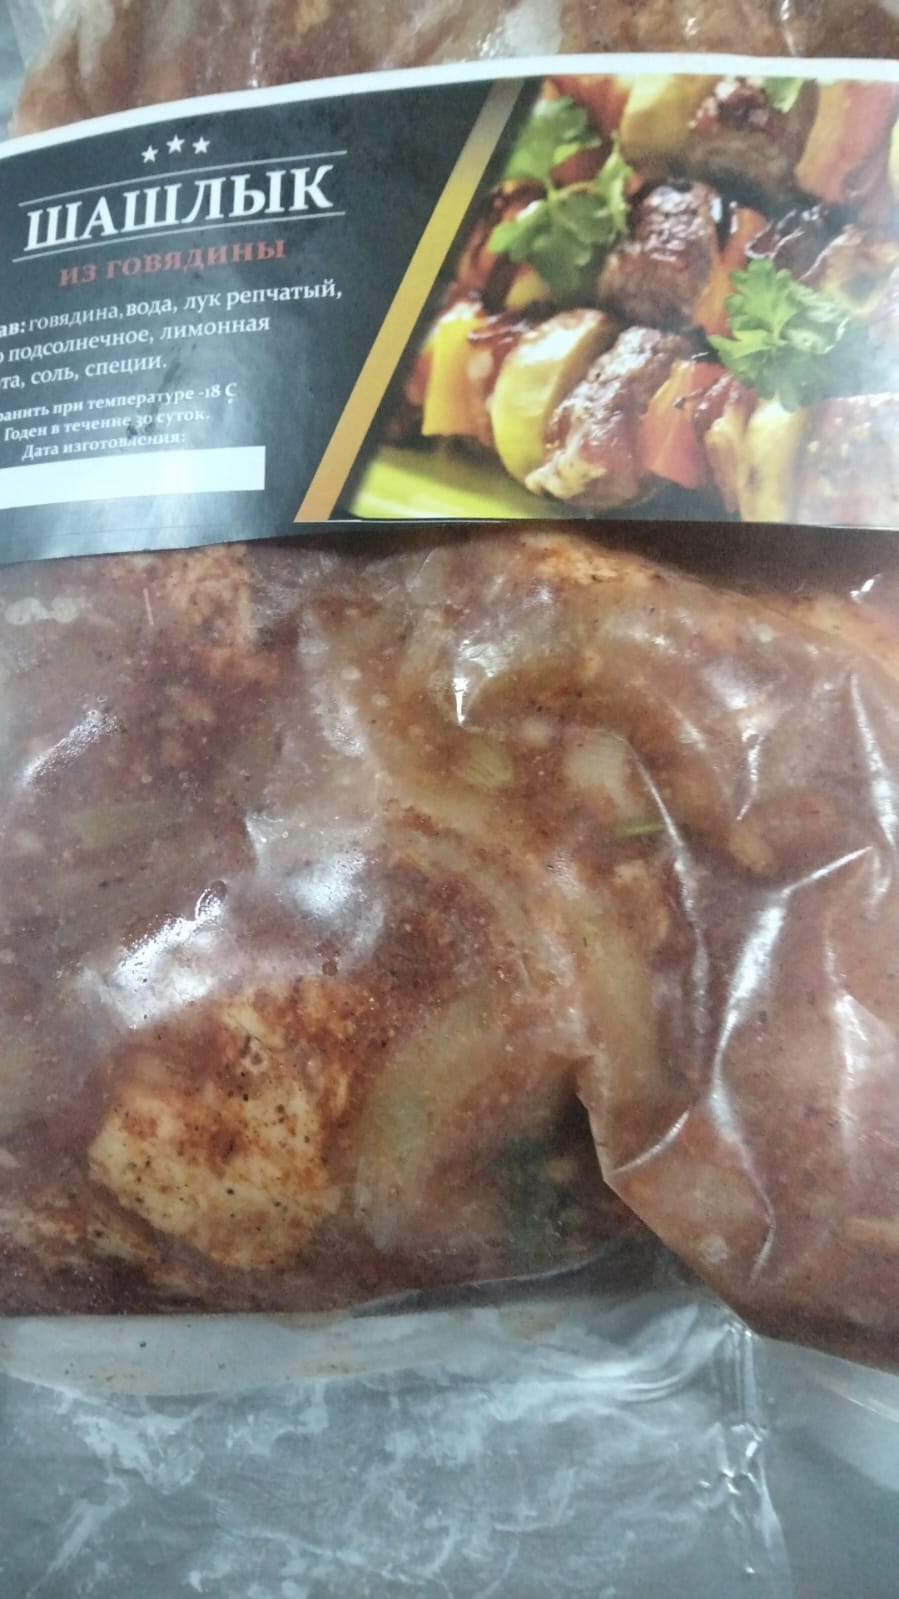 ШАШЛЫК
ИЗ ГОВЯДИНЫ
ав: говядина, вода, лук репчатый,
о подсолнечное, лимонная
та, соль, специи.
ранить при температуре -18 С
Годен в течение 30 суток.
Дата изготовления: